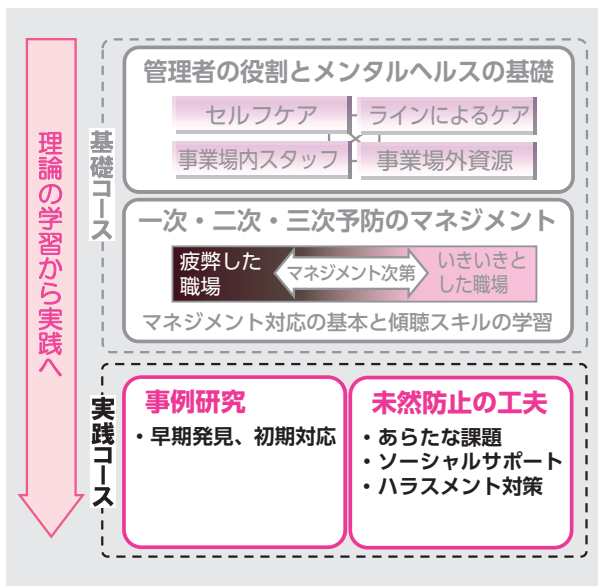 理論の学習から実践へ
基礎コース
管理者の役割とメンタルヘルスの基礎
セルフケア
ラインによるケア
事業場内スタッフ
事業場外資源
一次・二次・三次予防のマネジメント
疲弊した
職場
マネジメント次第
いきいきと
した職場
マネジメント対応の基本と傾聴スキルの学習
実践コース
事例研究
・早期発見、初期対応
未然防止の工夫
・あらたな課題
・ソーシャルサポート
・ハラスメント対策